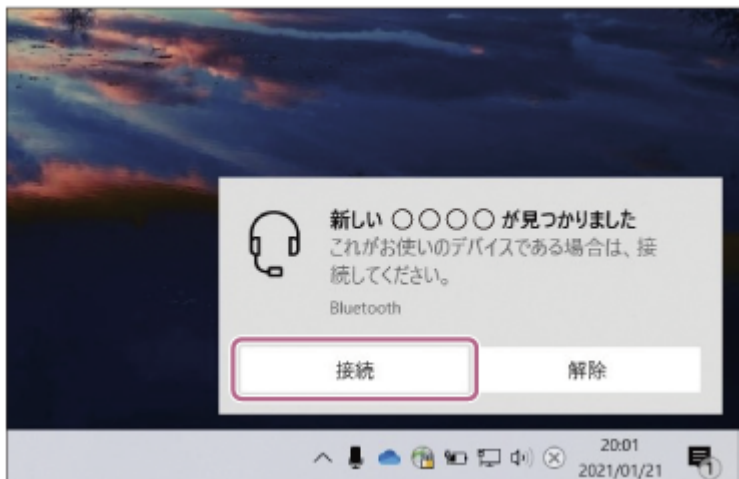 新しい ○○○○ が見つかりました
これがお使いのデバイスである場合は、接
続してください。
Bluetooth
接続
解除
20:01
2021/01/21
1